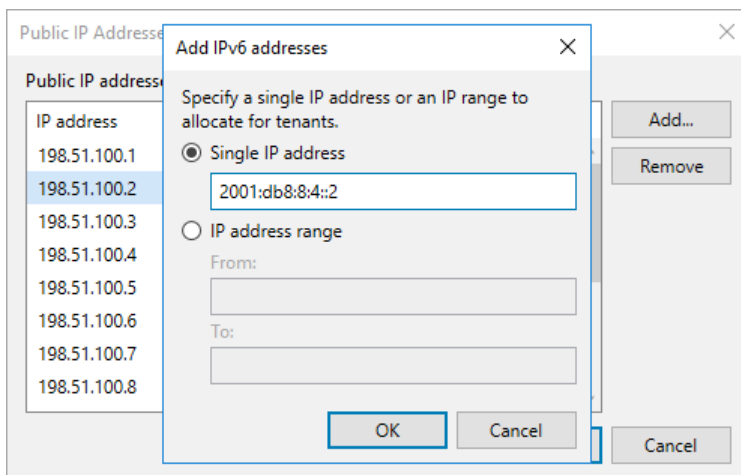 Public IP Addresse
Public IP addresse
IP address
198.51.100.1
198.51.100.2
198.51.100.3
198.51.100.4
198.51.100.5
198.51.100.6
198.51.100.7
198.51.100.8
Add...
Remove
Cancel
Add IPv6 addresses
Specify a single IP address or an IP range to
allocate for tenants.
Single IP address
2001:db8:8:4::2
IP address range
From:
To:
OK
Cancel